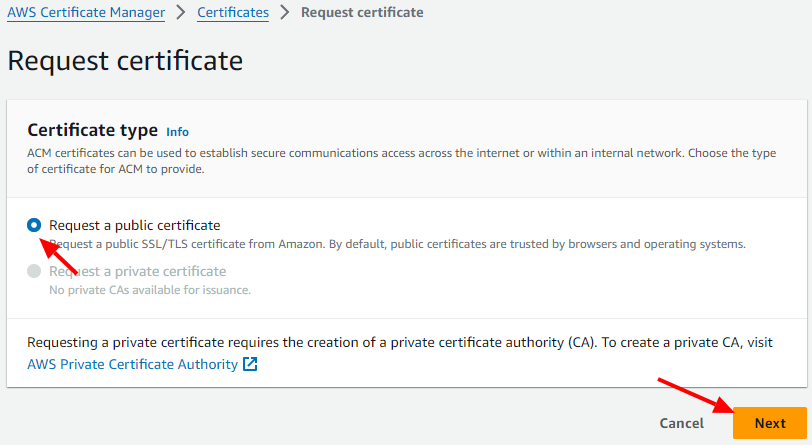 AWS Certificate Manager > Certificates > Request certificate
Request certificate
Certificate type Info
ACM certificates can be used to establish secure communications access across the internet or within an internal network. Choose the type
of certificate for ACM to provide.
Request a public certificate
Request a public SSL/TLS certificate from Amazon. By default, public certificates are trusted by browsers and operating systems.
Request a private certificate
No private CAs available for issuance.
Requesting a private certificate requires the creation of a private certificate authority (CA). To create a private CA, visit
AWS Private Certificate Authority
Cancel Next